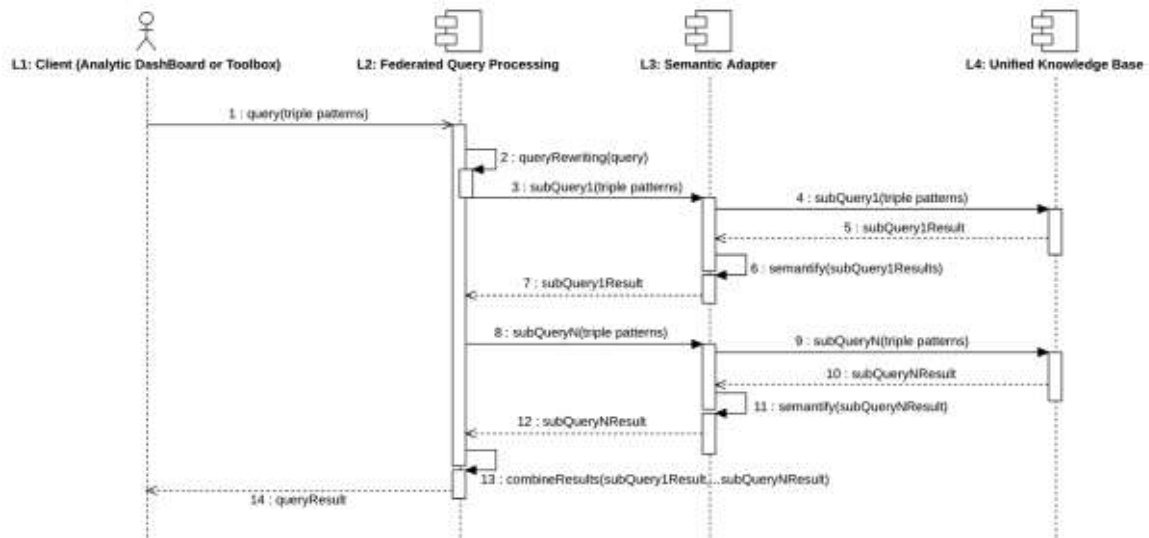 L1: Client (Analytic DashBoard or Toolbox)
L2: Federated Query Processing
L3: Semantic Adapter
L4: Unified Knowledge Base
1 : query(triple patterns)
2 : queryRewriting(query)
3 : subQuery1(triple patterns)
4 : subQuery1(triple patterns)
5 : subQuery1Result
6 : semantify(subQuery1Results)
7 : subQuery1Result
8 : subQueryN(triple patterns)
9 : subQueryN(triple patterns)
10 : subQueryNResult
11 : semantify(subQueryNResult)
12 : subQueryNResult
13 : combineResults(subQuery1Result,...subQueryNResult)
14 : queryResult